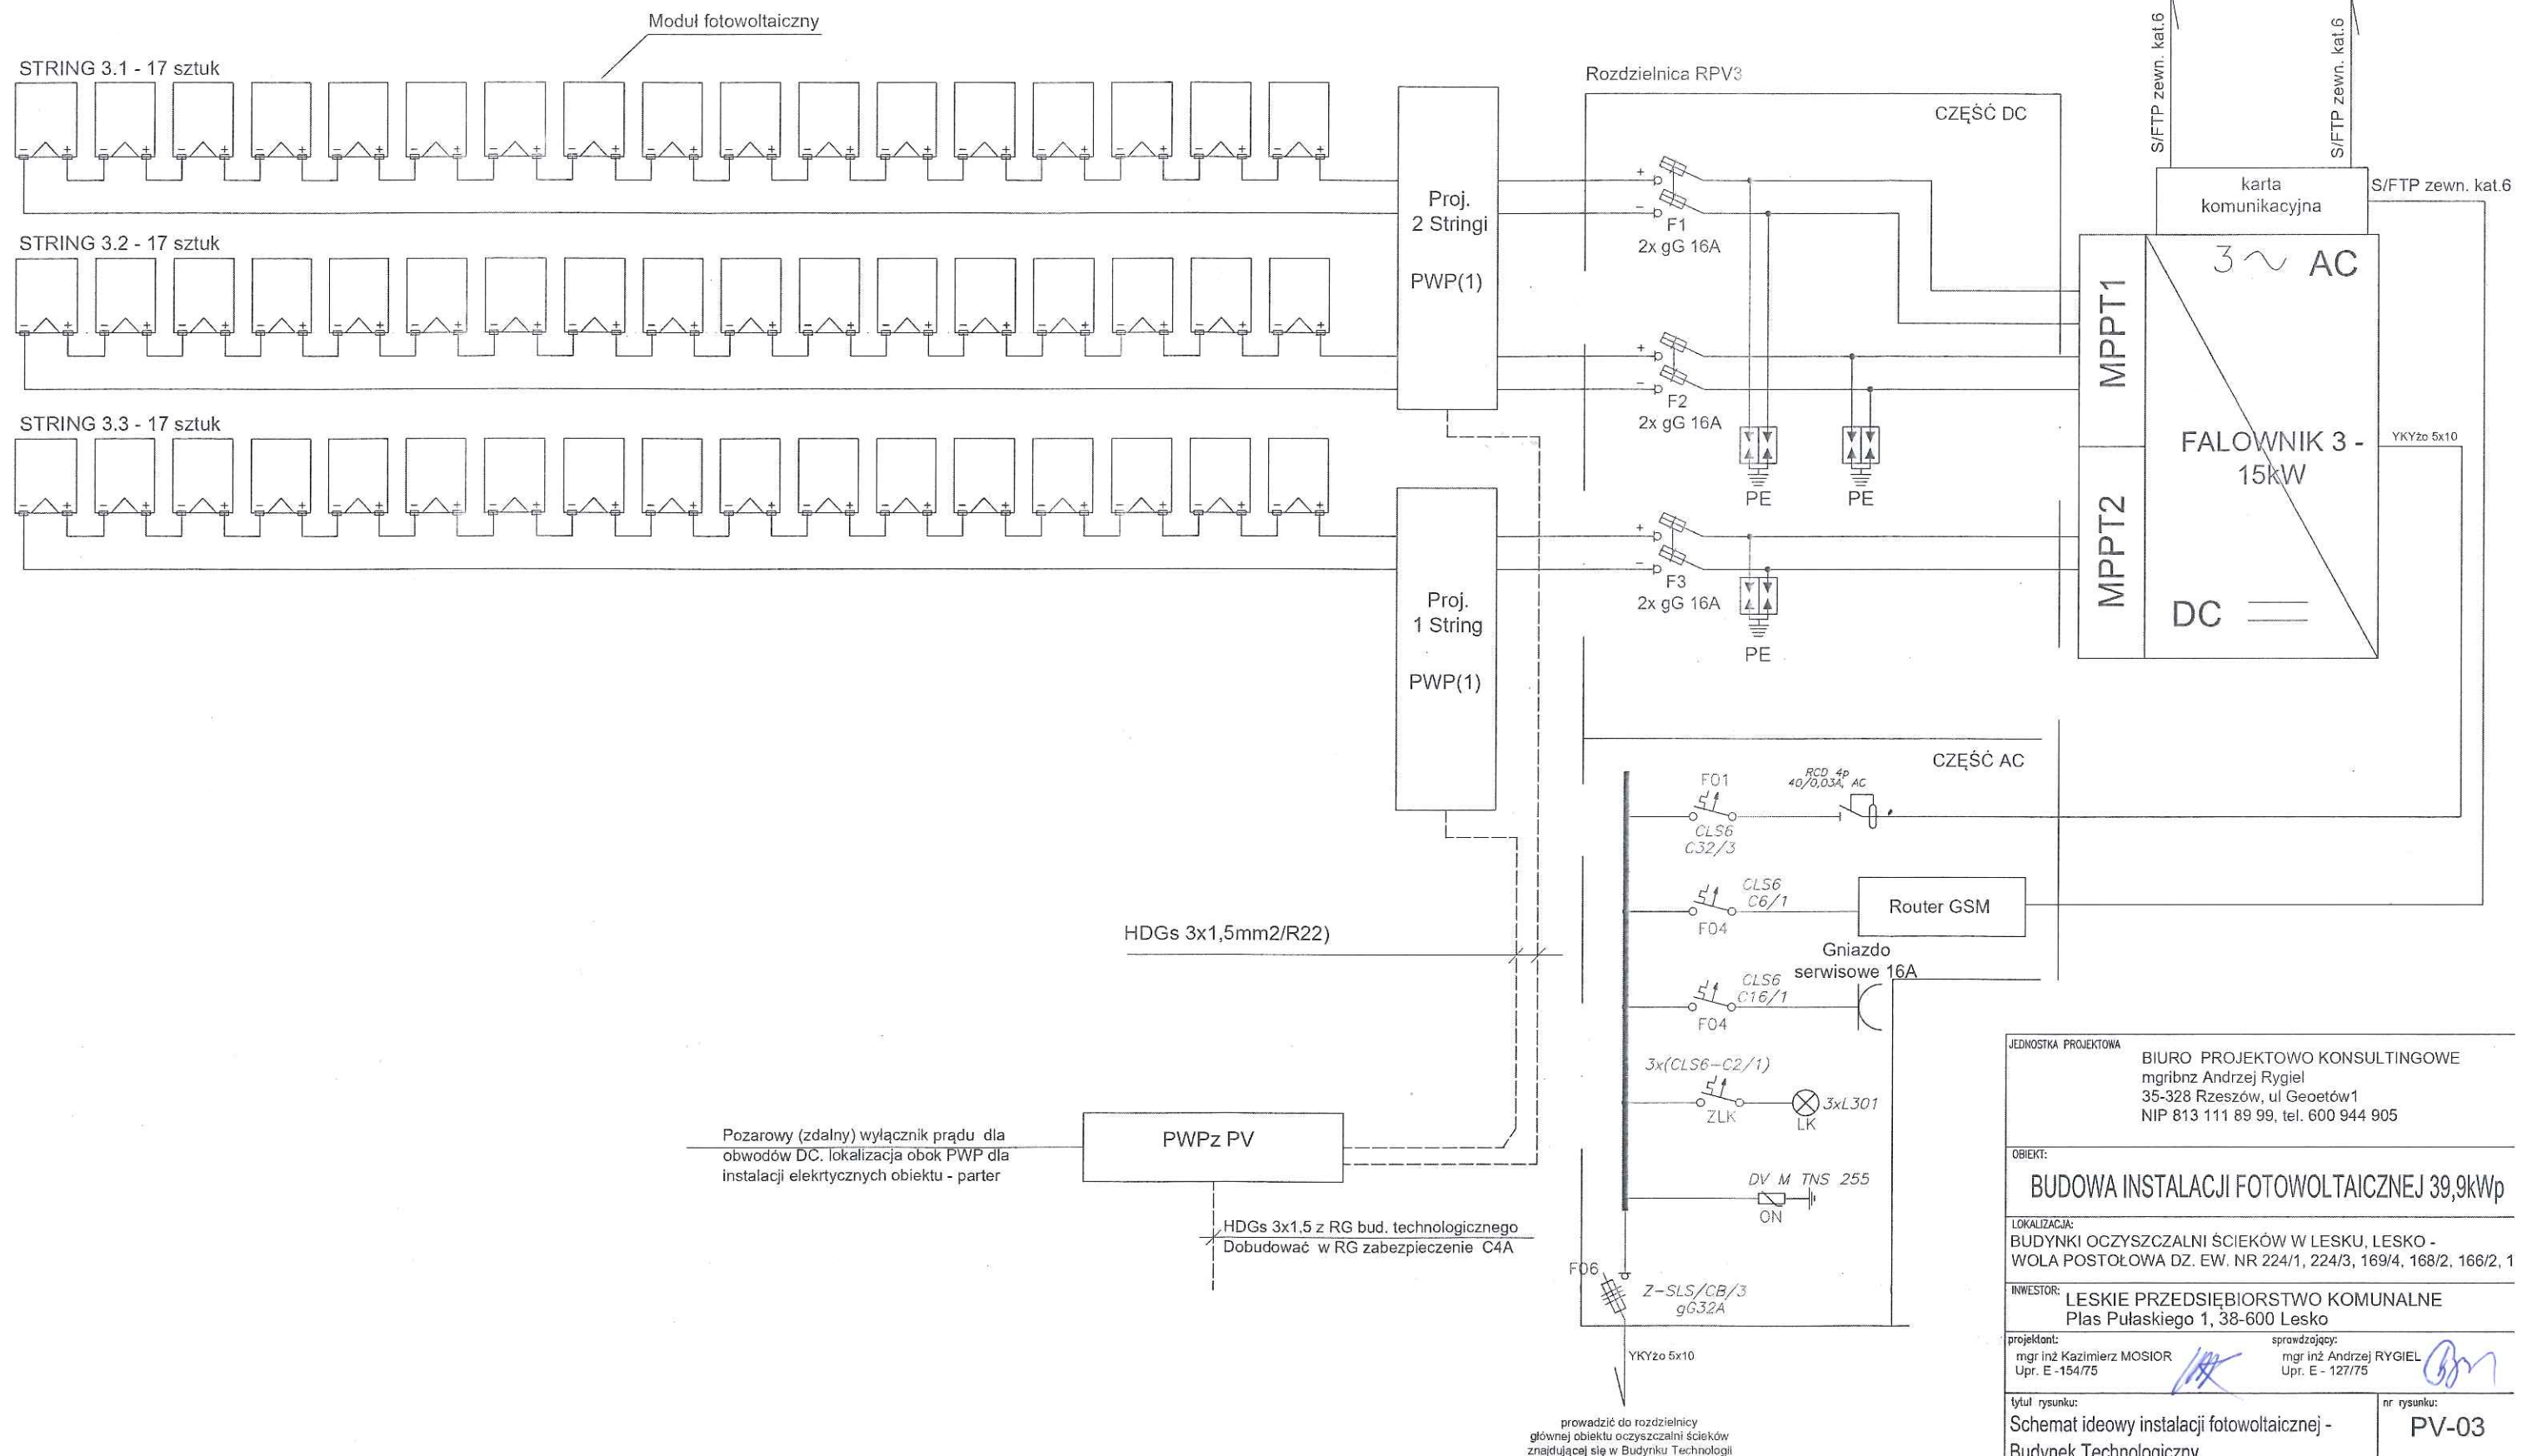 Moduł fotowoltaiczny
STRING 3.1 - 17 sztuk
STRING 3.2 - 17 sztuk
STRING 3.3 - 17 sztuk
Proj.
2 Stringi
PWP(1)
Proj.
1 String
PWP(1)
Rozdzielnica RPV3
CZĘŚĆ DC
+
-
F1
2x gG 16A
+
-
F2
2x gG 16A
PE
PE
+
-
F3
2x gG 16A
PE
S/FTP zewn. kat.6
S/FTP zewn. kat.6
karta
komunikacyjna
S/FTP zewn. kat.6
MPPT1
MPPT2
3 ~ AC
FALOWNIK 3 -
15kW
DC
YKYżo 5x10
CZĘŚĆ AC
F01
CLS6
C32/3
RCD 4p
40/0,03A, AC
CLS6
C6/1
F04
Router GSM
Gniazdo
serwisowe 16A
CLS6
C16/1
F04
3x(CLS6-C2/1)
ZLK
3xL301
LK
DV M TNS 255
ON
F06
Z-SLS/CB/3
gG32A
YKYżo 5x10
prowadzić do rozdzielnicy
głównej obiektu oczyszczalni ścieków
znajdującej się w Budynku Technologii
HDGs 3x1,5mm2/R22)
Pozarowy (zdalny) wyłącznik prądu dla
obwodów DC. lokalizacja obok PWP dla
instalacji elekrtycznych obiektu - parter
PWPz PV
HDGs 3x1,5 z RG bud. technologicznego
Dobudować w RG zabezpieczenie C4A
JEDNOSTKA PROJEKTOWA
BIURO PROJEKTOWO KONSULTINGOWE
mgribnz Andrzej Rygiel
35-328 Rzeszów, ul Geoetów1
NIP 813 111 89 99, tel. 600 944 905
OBIEKT:
BUDOWA INSTALACJI FOTOWOLTAICZNEJ 39,9kWp
LOKALIZACJA:
BUDYNKI OCZYSZCZALNI ŚCIEKÓW W LESKU, LESKO -
WOLA POSTOŁOWA DZ. EW. NR 224/1, 224/3, 169/4, 168/2, 166/2, 1
INWESTOR:
LESKIE PRZEDSIĘBIORSTWO KOMUNALNE
Plas Pułaskiego 1, 38-600 Lesko
projektant:
mgr inż Kazimierz MOSIOR
Upr. E -154/75
sprawdzający:
mgr inż Andrzej RYGIEL
Upr. E - 127/75
tytuł rysunku:
Schemat ideowy instalacji fotowoltaicznej -
Budynek Technologiczny
nr rysunku:
PV-03